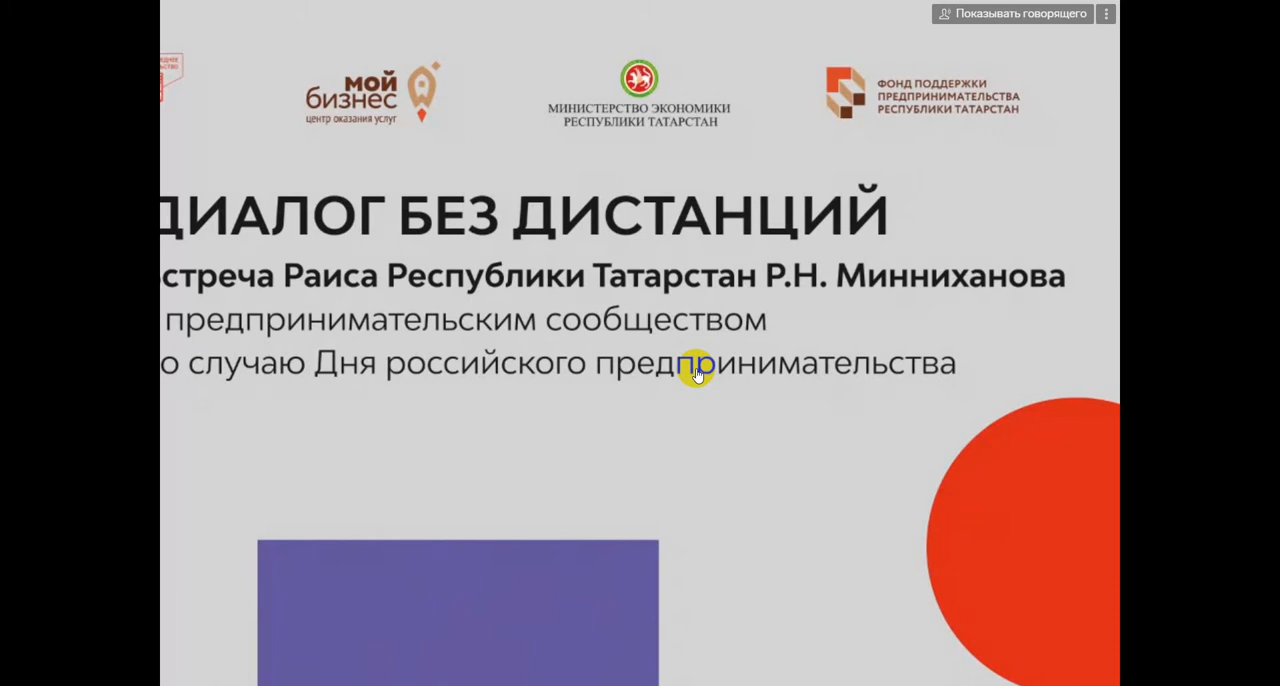 Показывать говорящего
МОЙ
бизнес
центр оказания услуг
МИНИСТЕРСТВО ЭКОНОМИКИ
РЕСПУБЛИКИ ТАТАРСТАН
ФОНД ПОДДЕРЖКИ
ПРЕДПРИНИМАТЕЛЬСТВА
РЕСПУБЛИКИ ТАТАРСТАН
ДИАЛОГ БЕЗ ДИСТАНЦИЙ
стреча Раиса Республики Татарстан Р.Н. Минниханова
предпринимательским сообществом
о случаю Дня российского предпринимательства